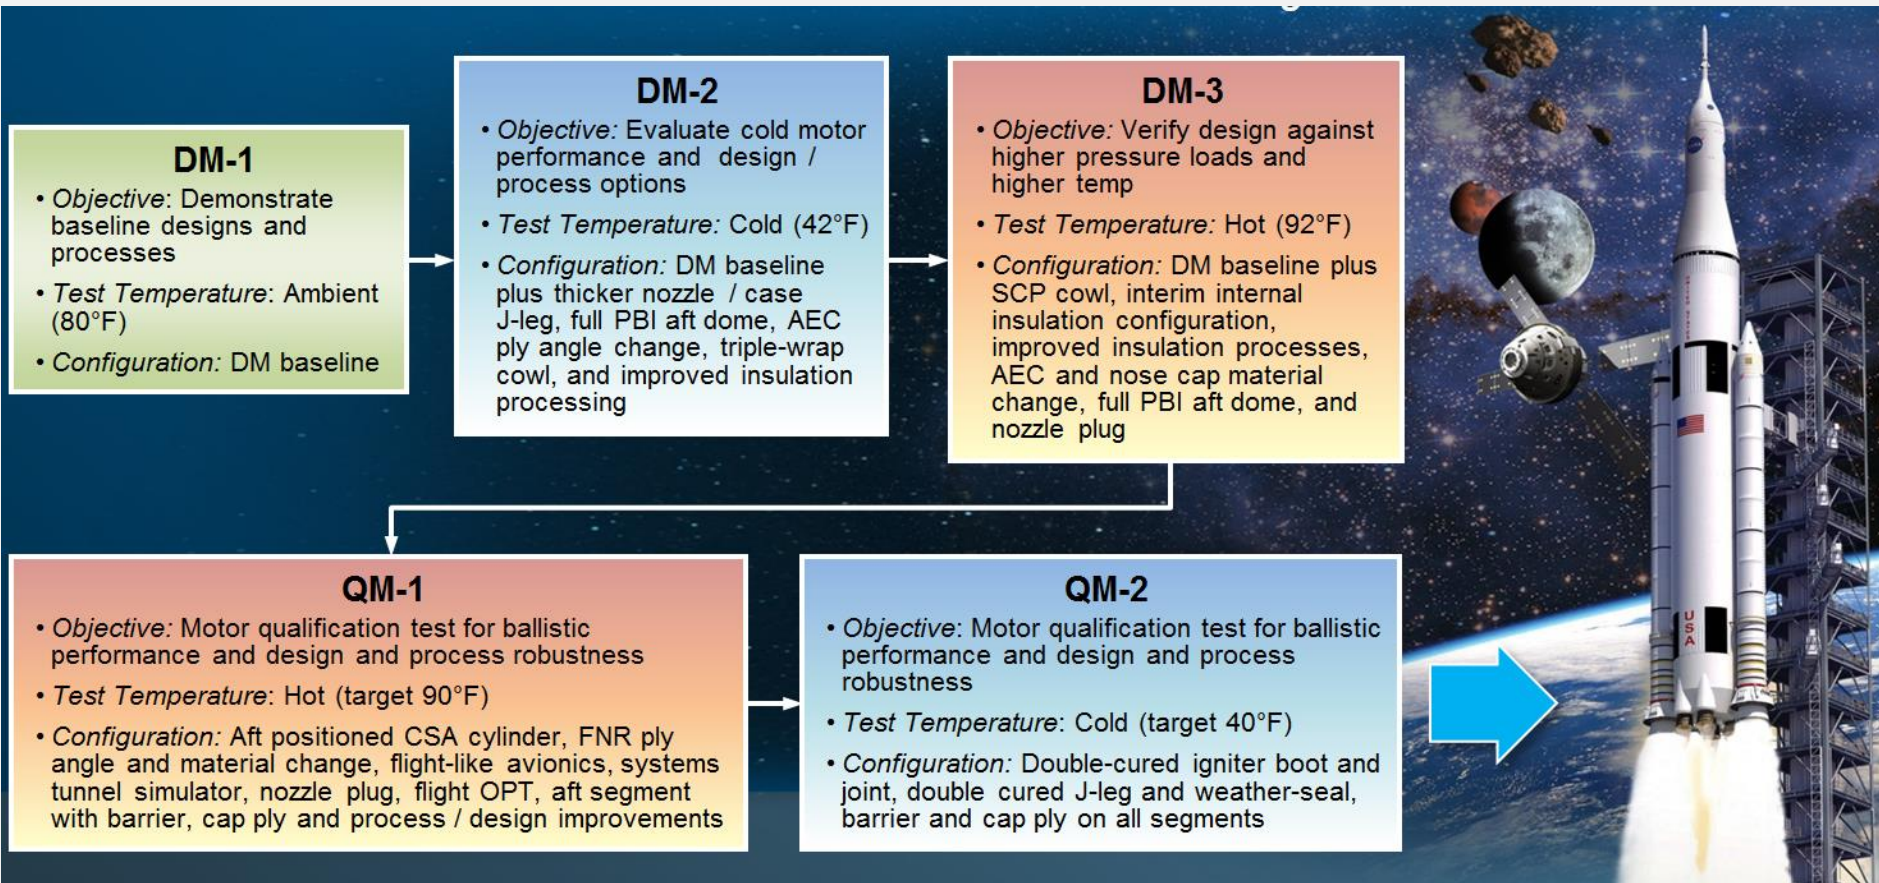 DM-1
• Objective: Demonstrate
baseline designs and
processes
• Test Temperature: Ambient
(80°F)
• Configuration: DM baseline
DM-2
• Objective: Evaluate cold motor
performance and design /
process options
• Test Temperature: Cold (42°F)
• Configuration: DM baseline
plus thicker nozzle / case
J-leg, full PBI aft dome, AEC
ply angle change, triple-wrap
cowl, and improved insulation
processing
DM-3
• Objective: Verify design against
higher pressure loads and
higher temp
• Test Temperature: Hot (92°F)
• Configuration: DM baseline plus
SCP cowl, interim internal
insulation configuration,
improved insulation processes,
AEC and nose cap material
change, full PBI aft dome, and
nozzle plug
QM-1
• Objective: Motor qualification test for ballistic
performance and design and process robustness
• Test Temperature: Hot (target 90°F)
• Configuration: Aft positioned CSA cylinder, FNR ply
angle and material change, flight-like avionics, systems
tunnel simulator, nozzle plug, flight OPT, aft segment
with barrier, cap ply and process / design improvements
QM-2
• Objective: Motor qualification test for ballistic
performance and design and process
robustness
• Test Temperature: Cold (target 40°F)
• Configuration: Double-cured igniter boot and
joint, double cured J-leg and weather-seal,
barrier and cap ply on all segments
NASA
USA